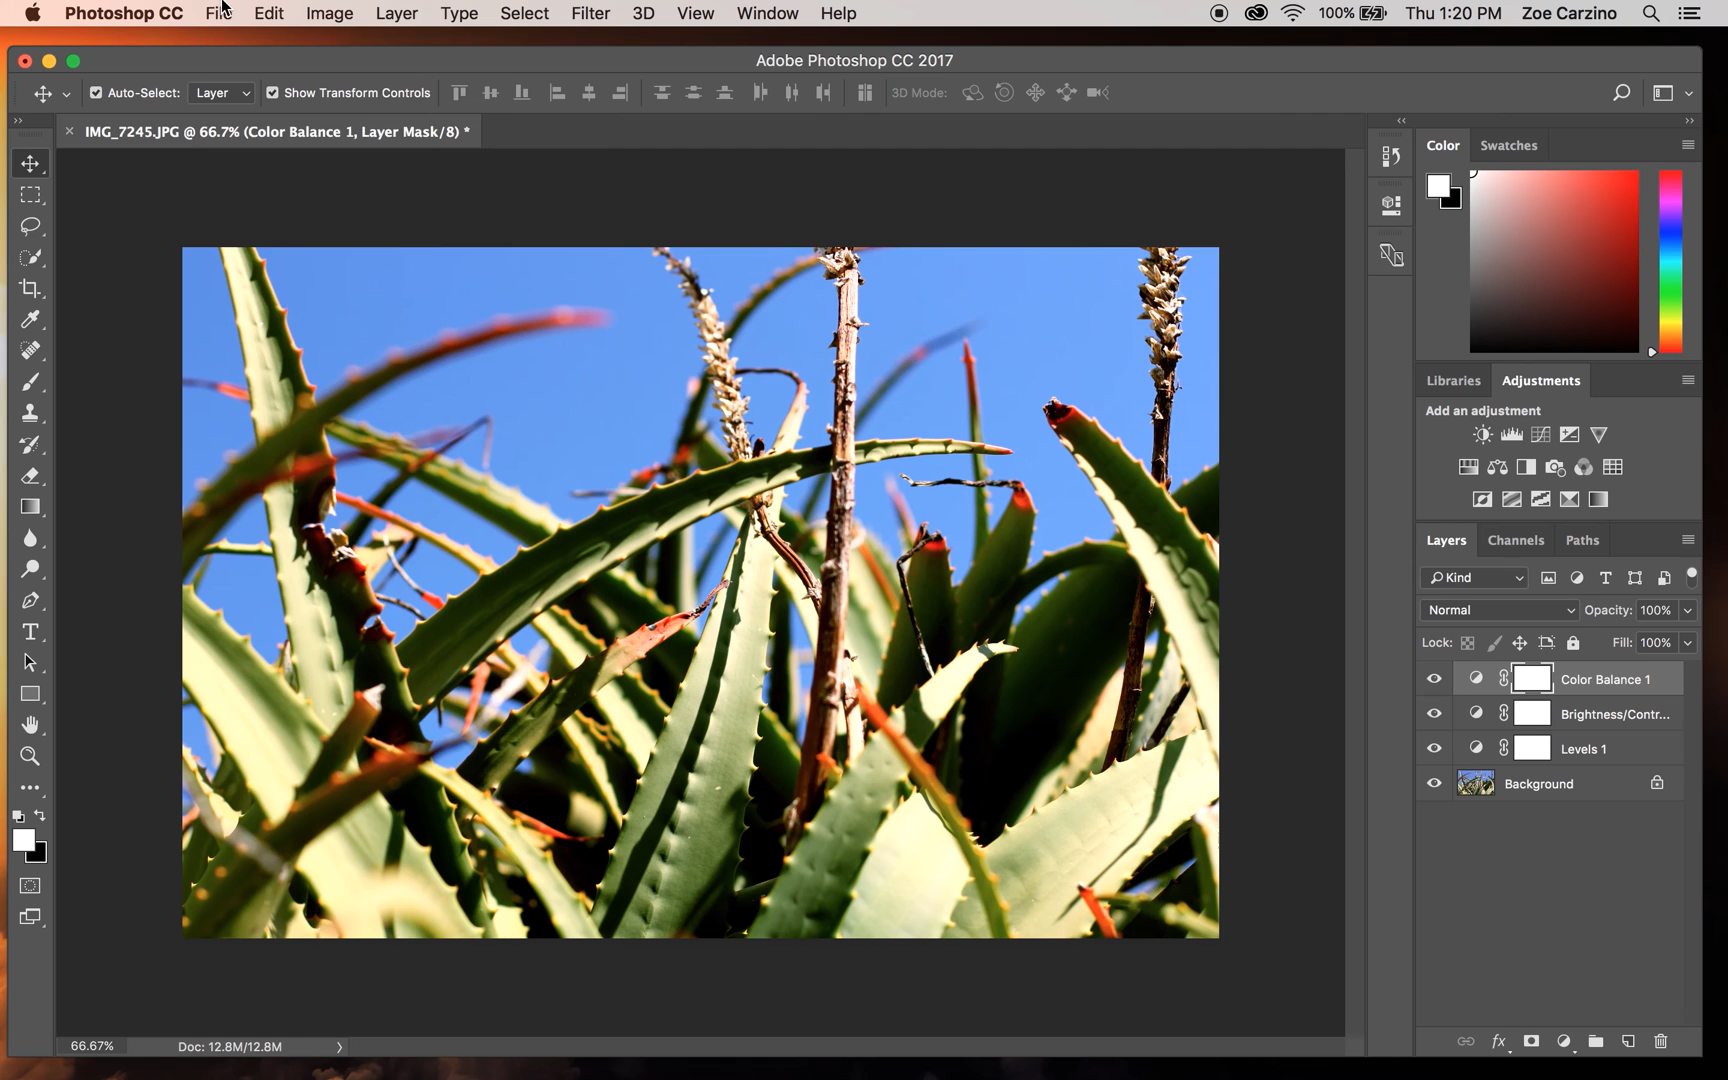 Photoshop CC File Edit Image Layer Type Select Filter 3D View Window Help 100% Thu 1:20 PM Zoe Carzino
Adobe Photoshop CC 2017
Auto-Select: Layer Show Transform Controls 3D Mode:
IMG_7245.JPG @ 66.7% (Color Balance 1, Layer Mask/8) *
Color Swatches
Libraries Adjustments
Add an adjustment
Layers Channels Paths
Kind
Normal Opacity: 100%
Lock: Fill: 100%
Color Balance 1
Brightness/Contr...
Levels 1
Background
66.67% Doc: 12.8M/12.8M
fx